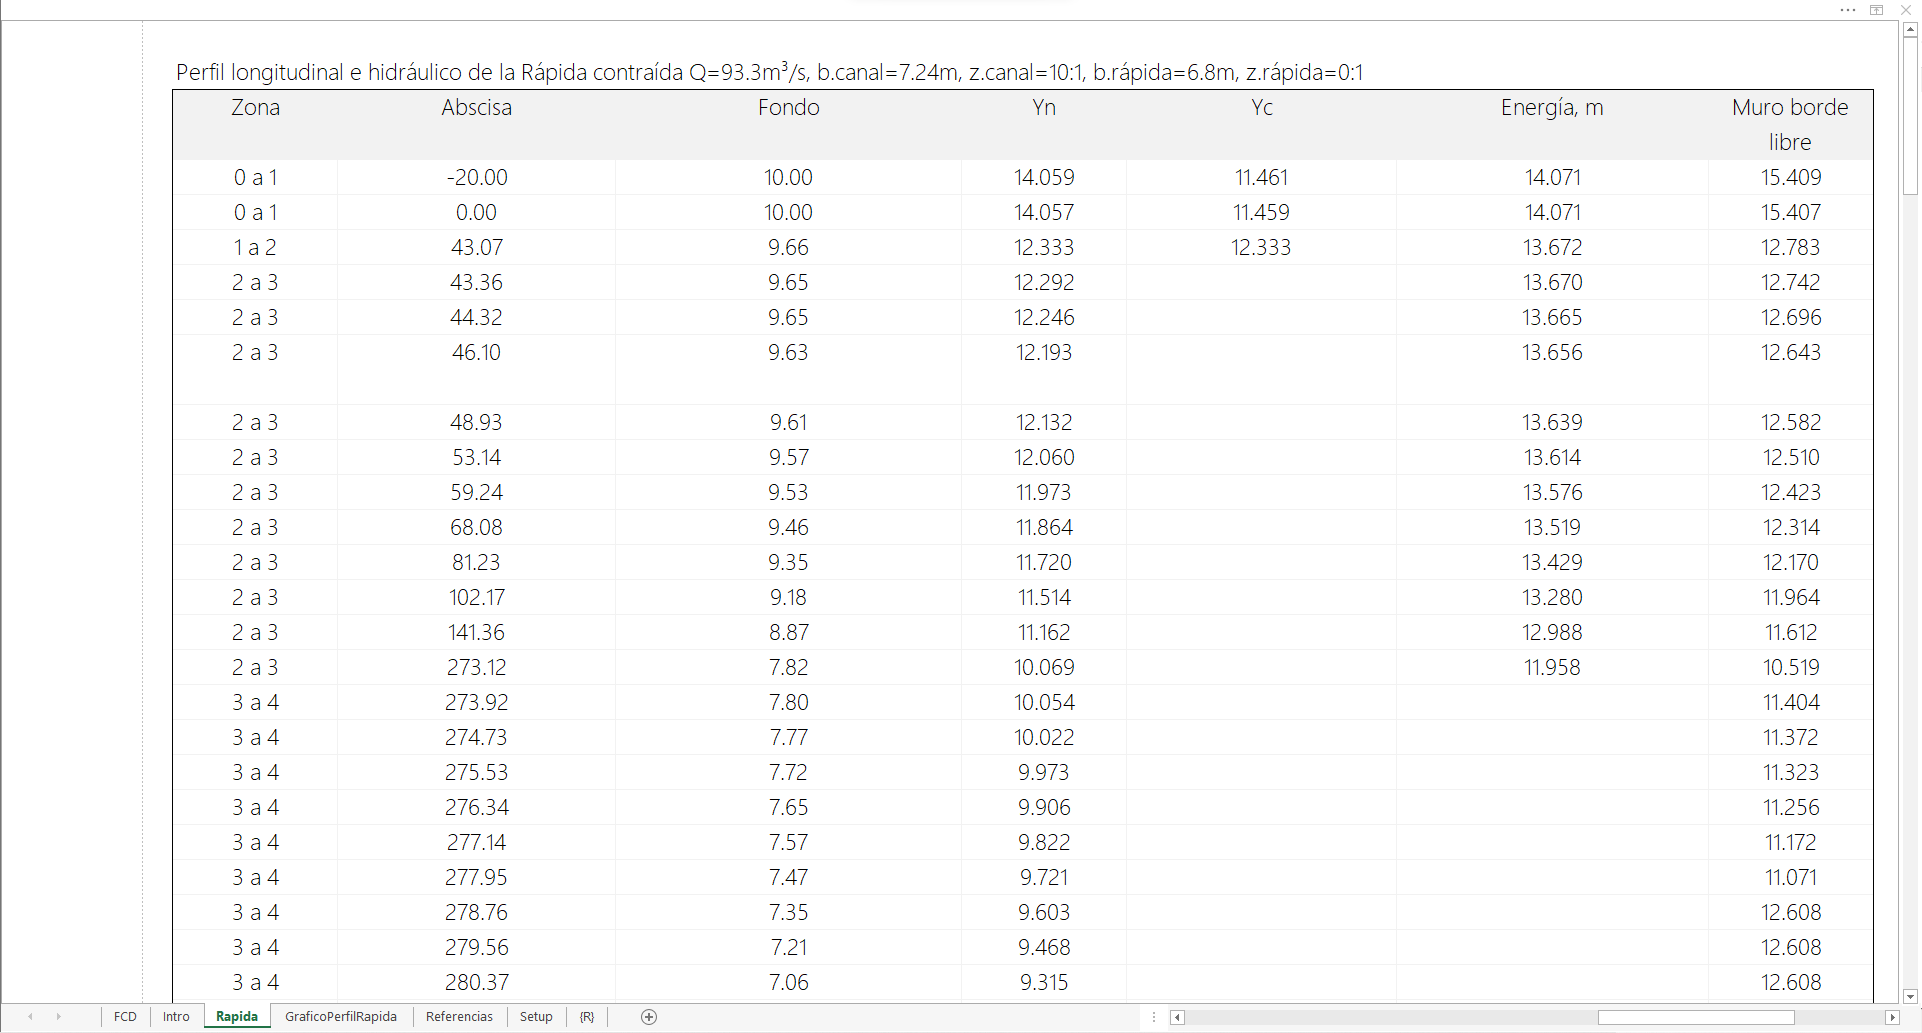 Perfil longitudinal e hidráulico de la Rápida contraída Q=93.3m³/s, b.canal=7.24m, z.canal=10:1, b.rápida=6.8m, z.rápida=0:1
Zona Abscisa Fondo Yn Yc Energía, m Muro borde
libre
0 a 1 -20.00 10.00 14.059 11.461 14.071 15.409
0 a 1 0.00 10.00 14.057 11.459 14.071 15.407
1 a 2 43.07 9.66 12.333 12.333 13.672 12.783
2 a 3 43.36 9.65 12.292 13.670 12.742
2 a 3 44.32 9.65 12.246 13.665 12.696
2 a 3 46.10 9.63 12.193 13.656 12.643
2 a 3 48.93 9.61 12.132 13.639 12.582
2 a 3 53.14 9.57 12.060 13.614 12.510
2 a 3 59.24 9.53 11.973 13.576 12.423
2 a 3 68.08 9.46 11.864 13.519 12.314
2 a 3 81.23 9.35 11.720 13.429 12.170
2 a 3 102.17 9.18 11.514 13.280 11.964
2 a 3 141.36 8.87 11.162 12.988 11.612
2 a 3 273.12 7.82 10.069 11.958 10.519
3 a 4 273.92 7.80 10.054 11.404
3 a 4 274.73 7.77 10.022 11.372
3 a 4 275.53 7.72 9.973 11.323
3 a 4 276.34 7.65 9.906 11.256
3 a 4 277.14 7.57 9.822 11.172
3 a 4 277.95 7.47 9.721 11.071
3 a 4 278.76 7.35 9.603 12.608
3 a 4 279.56 7.21 9.468 12.608
3 a 4 280.37 7.06 9.315 12.608
FCD Intro Rapida GraficoPerfilRapida Referencias Setup {R}